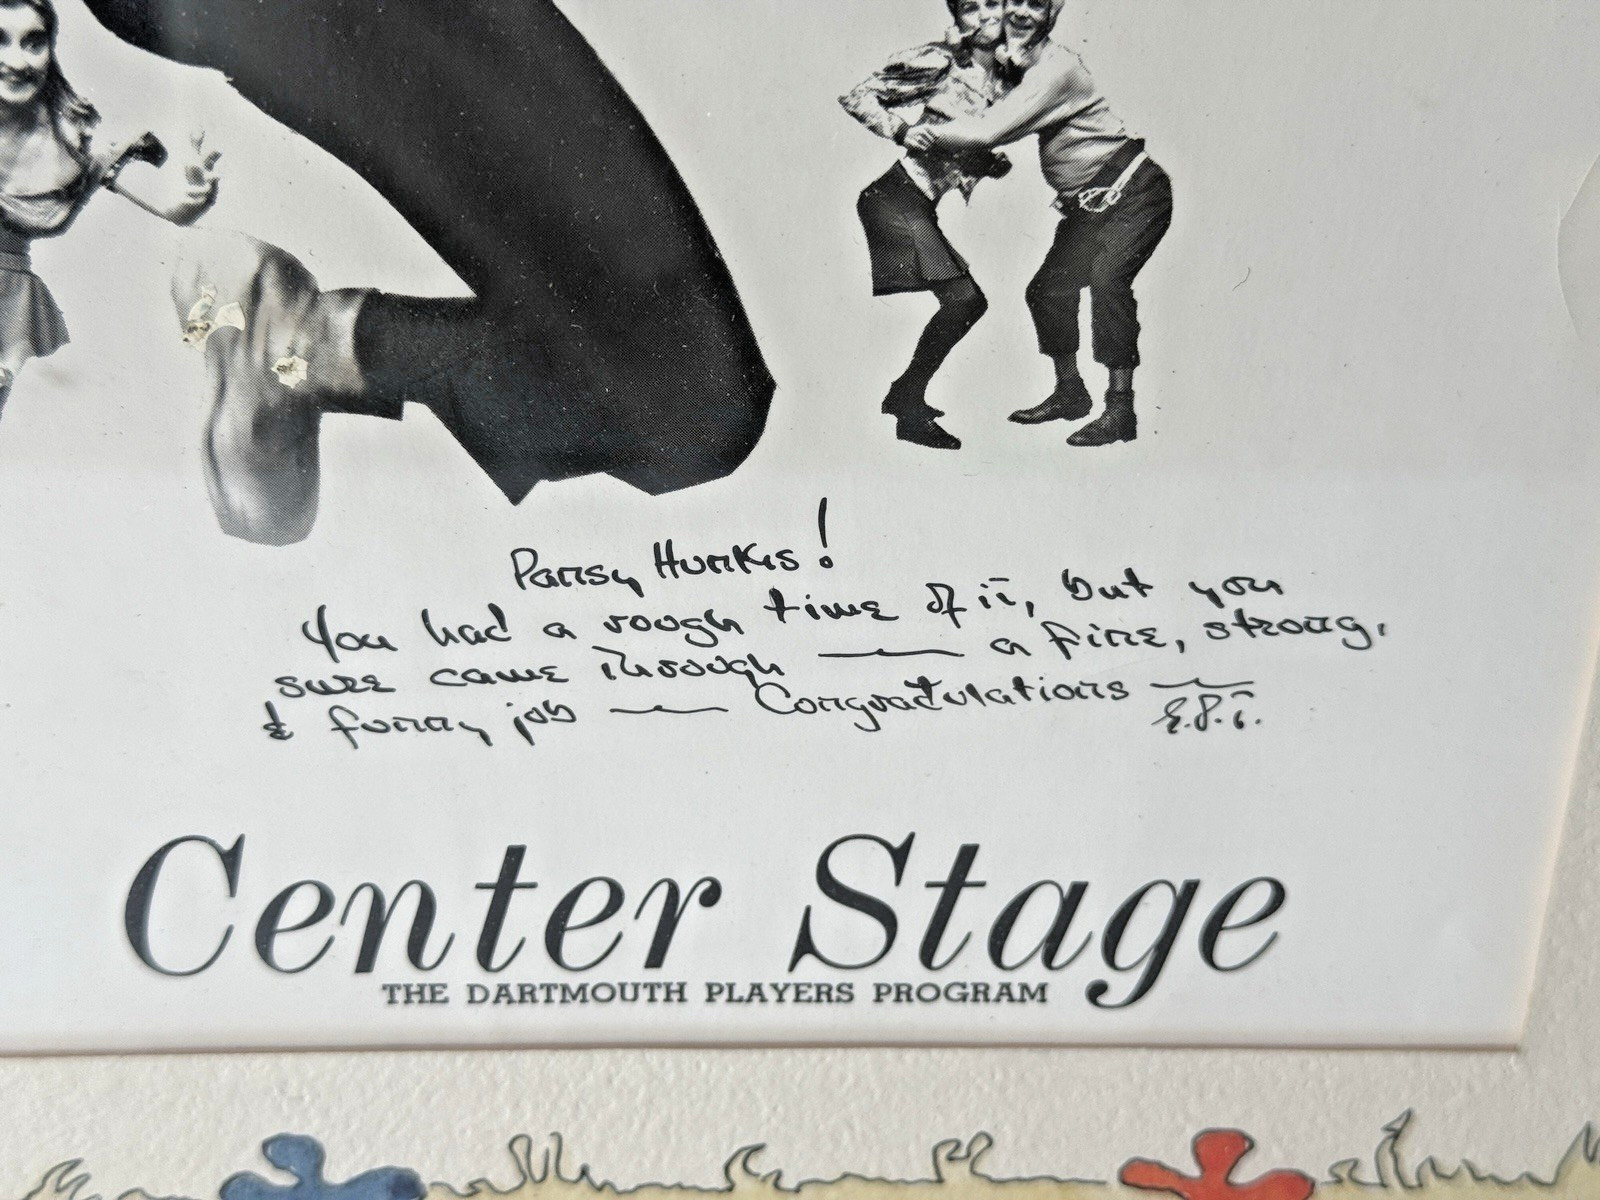 Pansy Hunkis!
You had a rough time of it, but you
sure came through — a fine, strong,
& funny job — Congratulations —
Center Stage
THE DARTMOUTH PLAYERS PROGRAM